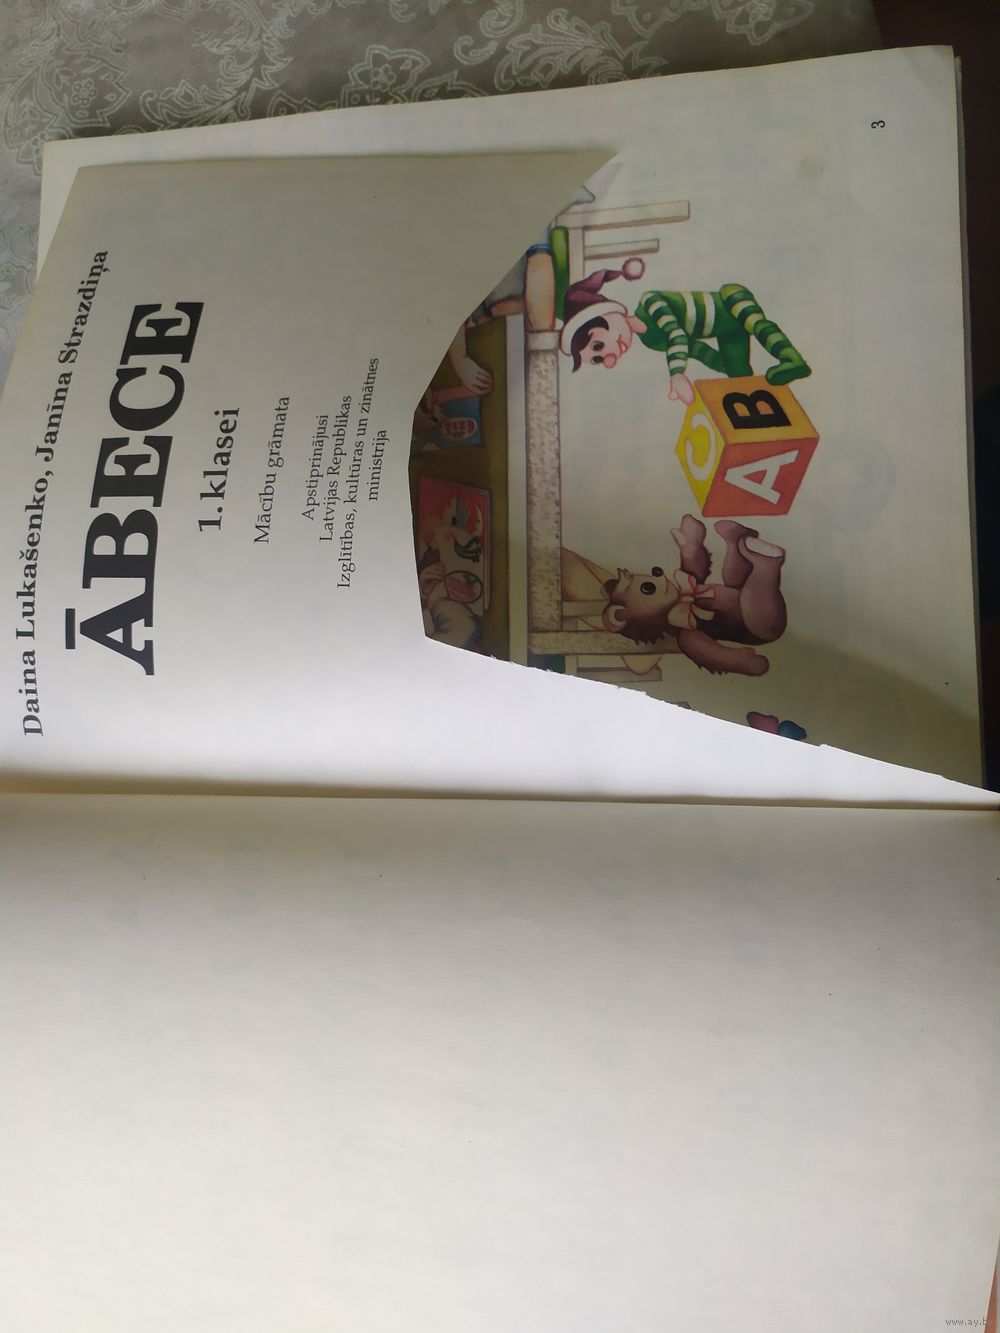 Daina Lukašenko, Janīna Strazdiņa
ĀBECE
1. klasei
Mācību grāmata
Apstiprinājusi
Latvijas Republikas
Izglītības, kultūras un zinātnes
ministrija
C
A B
3